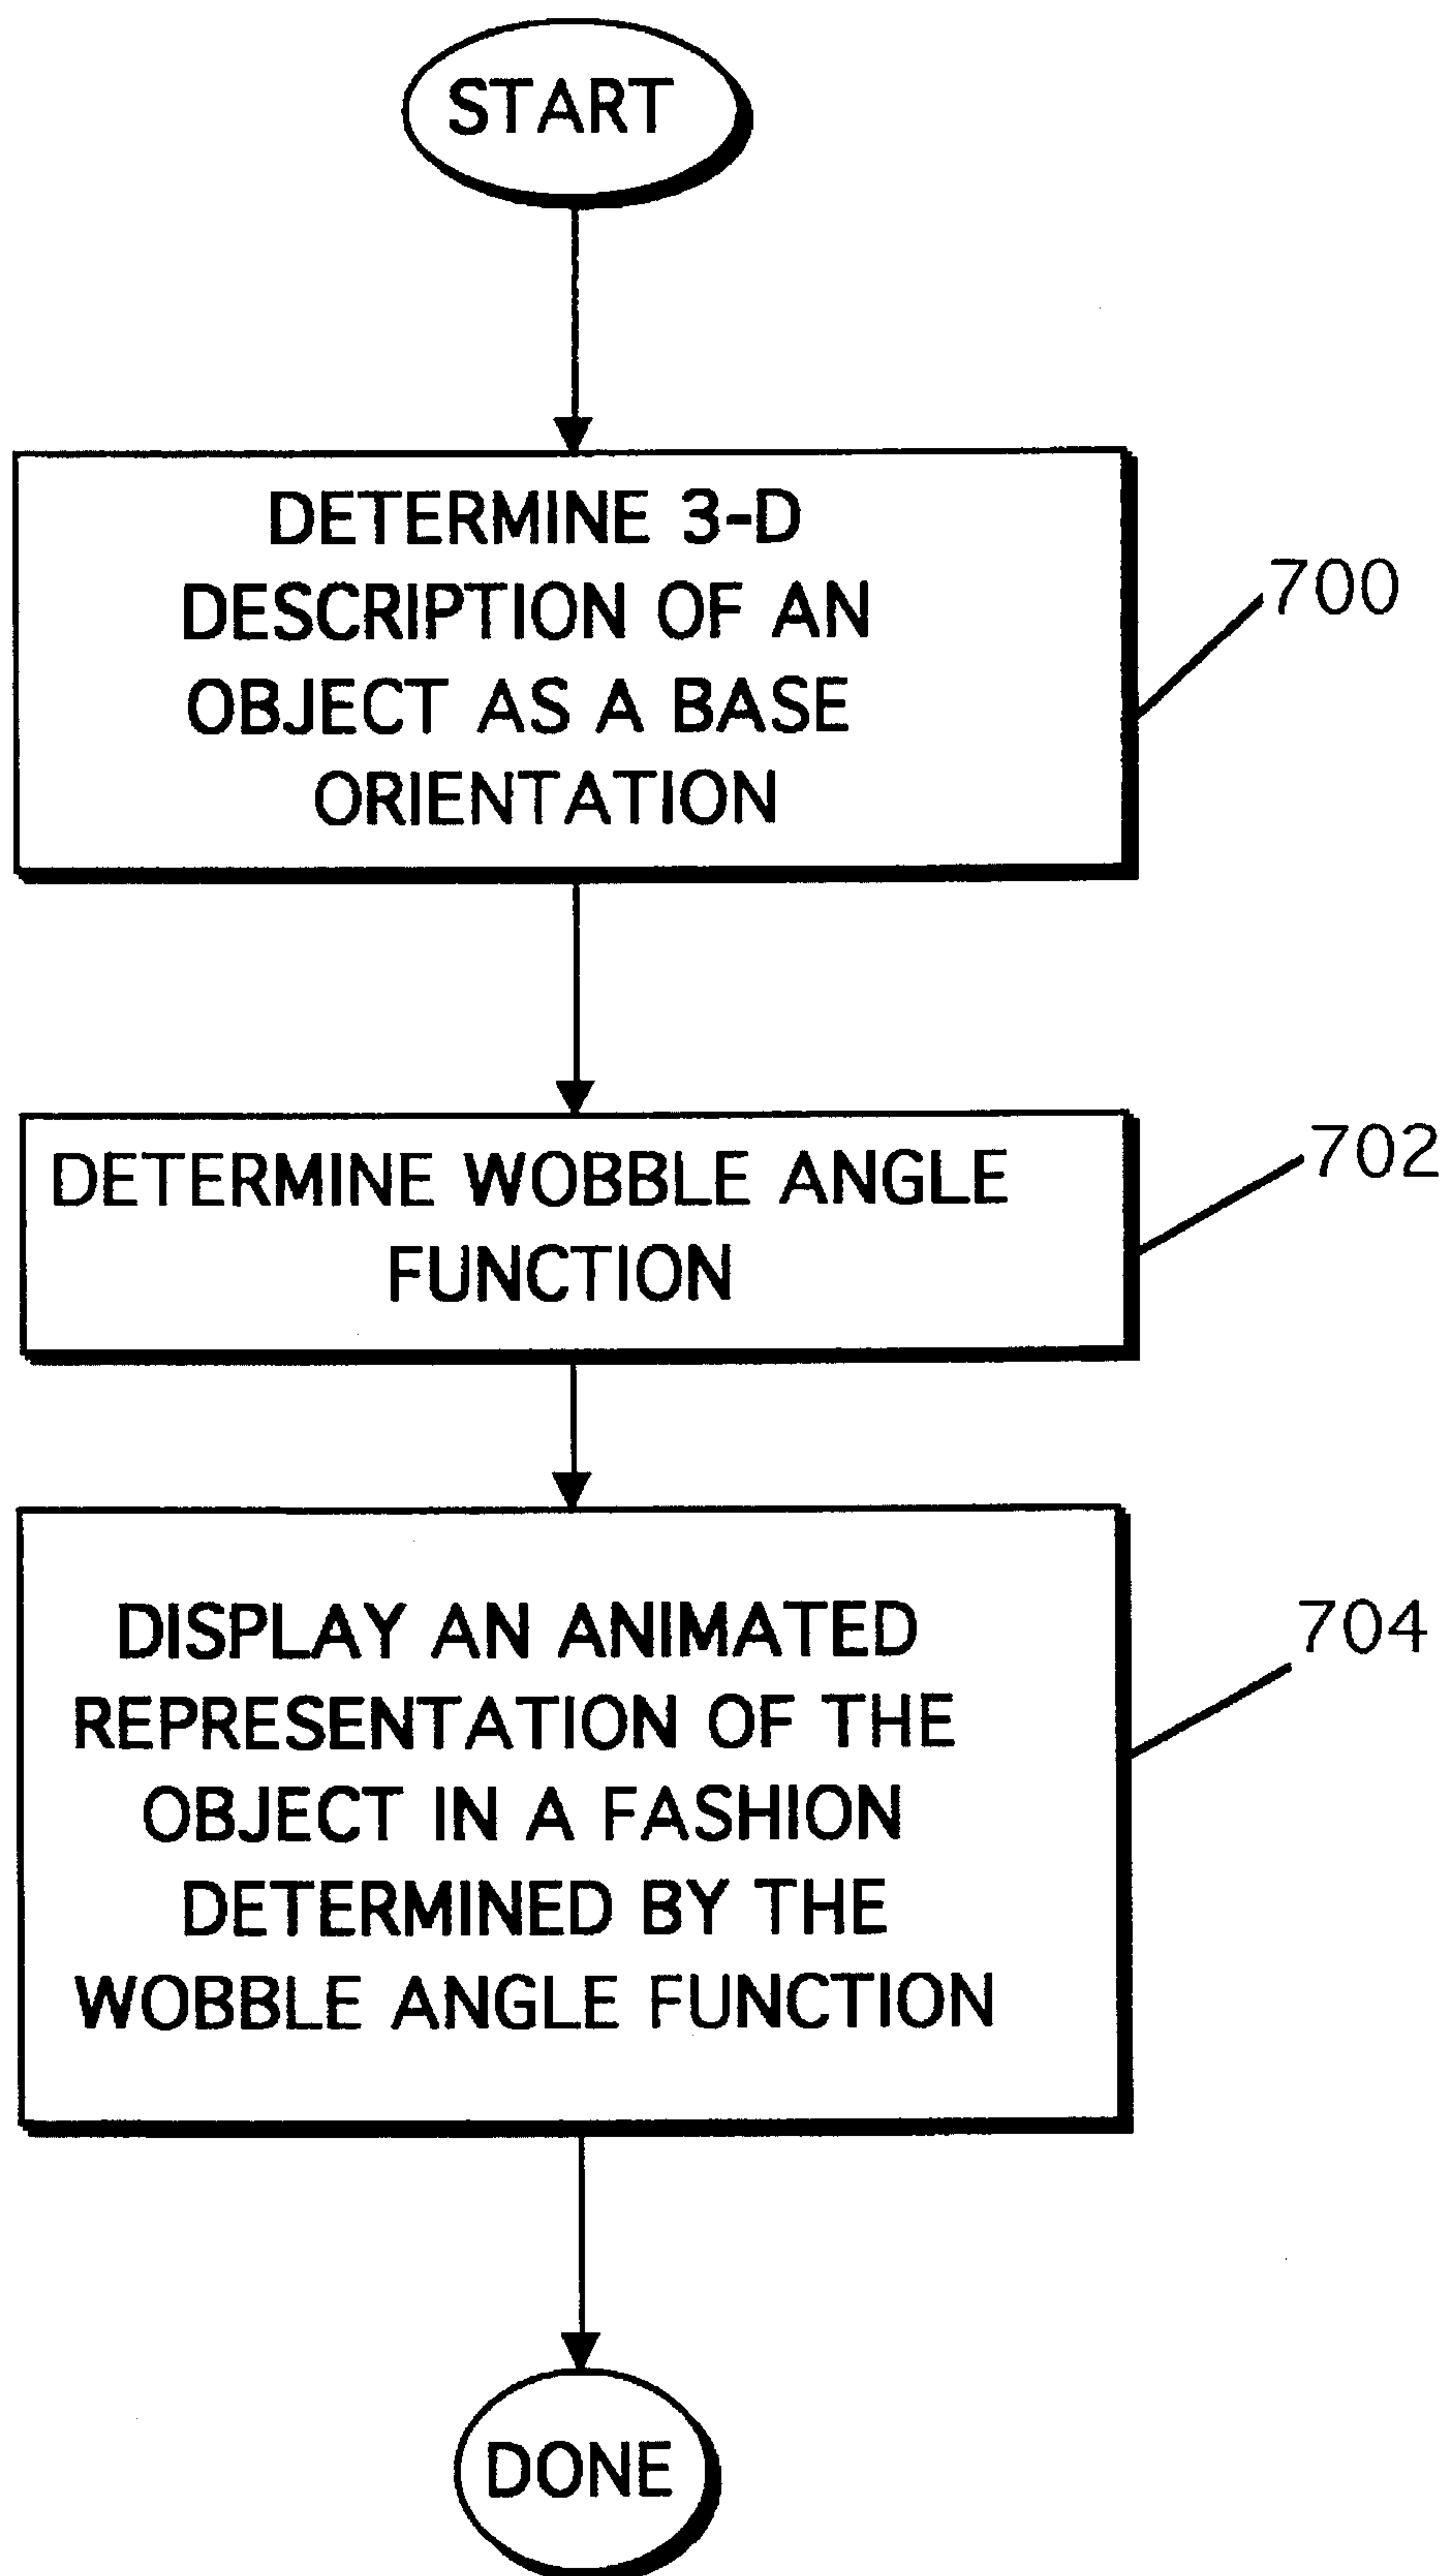 START
DETERMINE 3-D
DESCRIPTION OF AN
OBJECT AS A BASE
ORIENTATION
700
DETERMINE WOBBLE ANGLE
FUNCTION
702
DISPLAY AN ANIMATED
REPRESENTATION OF THE
OBJECT IN A FASHION
DETERMINED BY THE
WOBBLE ANGLE FUNCTION
704
DONE